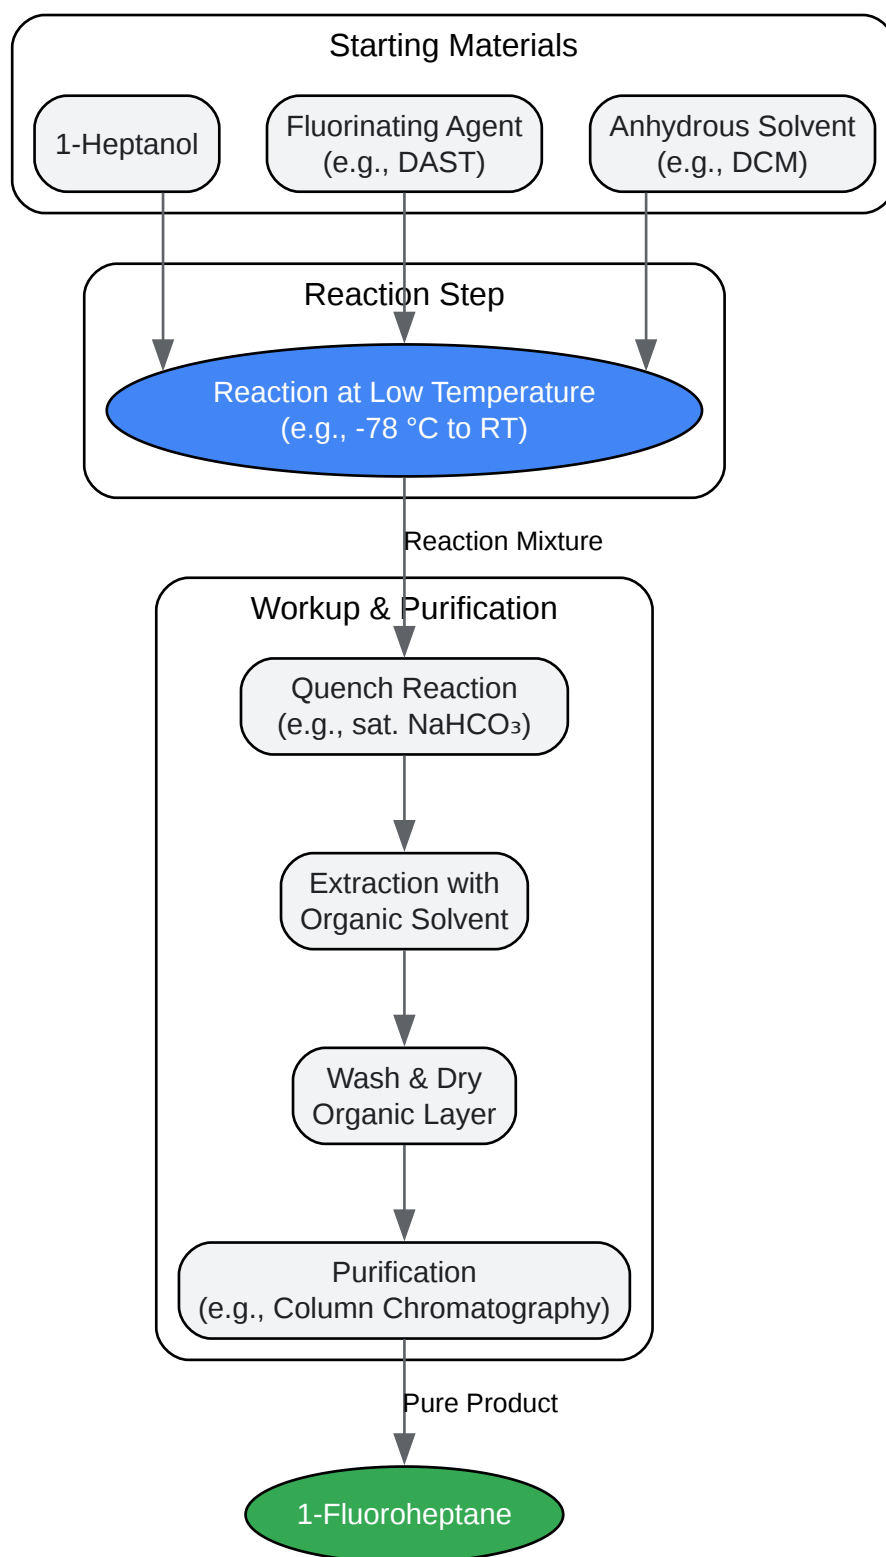 Starting Materials
1-Heptanol
Fluorinating Agent
(e.g., DAST)
Anhydrous Solvent
(e.g., DCM)
Reaction Step
Reaction at Low Temperature
(e.g., -78 °C to RT)
Reaction Mixture
Workup & Purification
Quench Reaction
(e.g., sat. NaHCO₃)
Extraction with
Organic Solvent
Wash & Dry
Organic Layer
Purification
(e.g., Column Chromatography)
Pure Product
1-Fluoroheptane